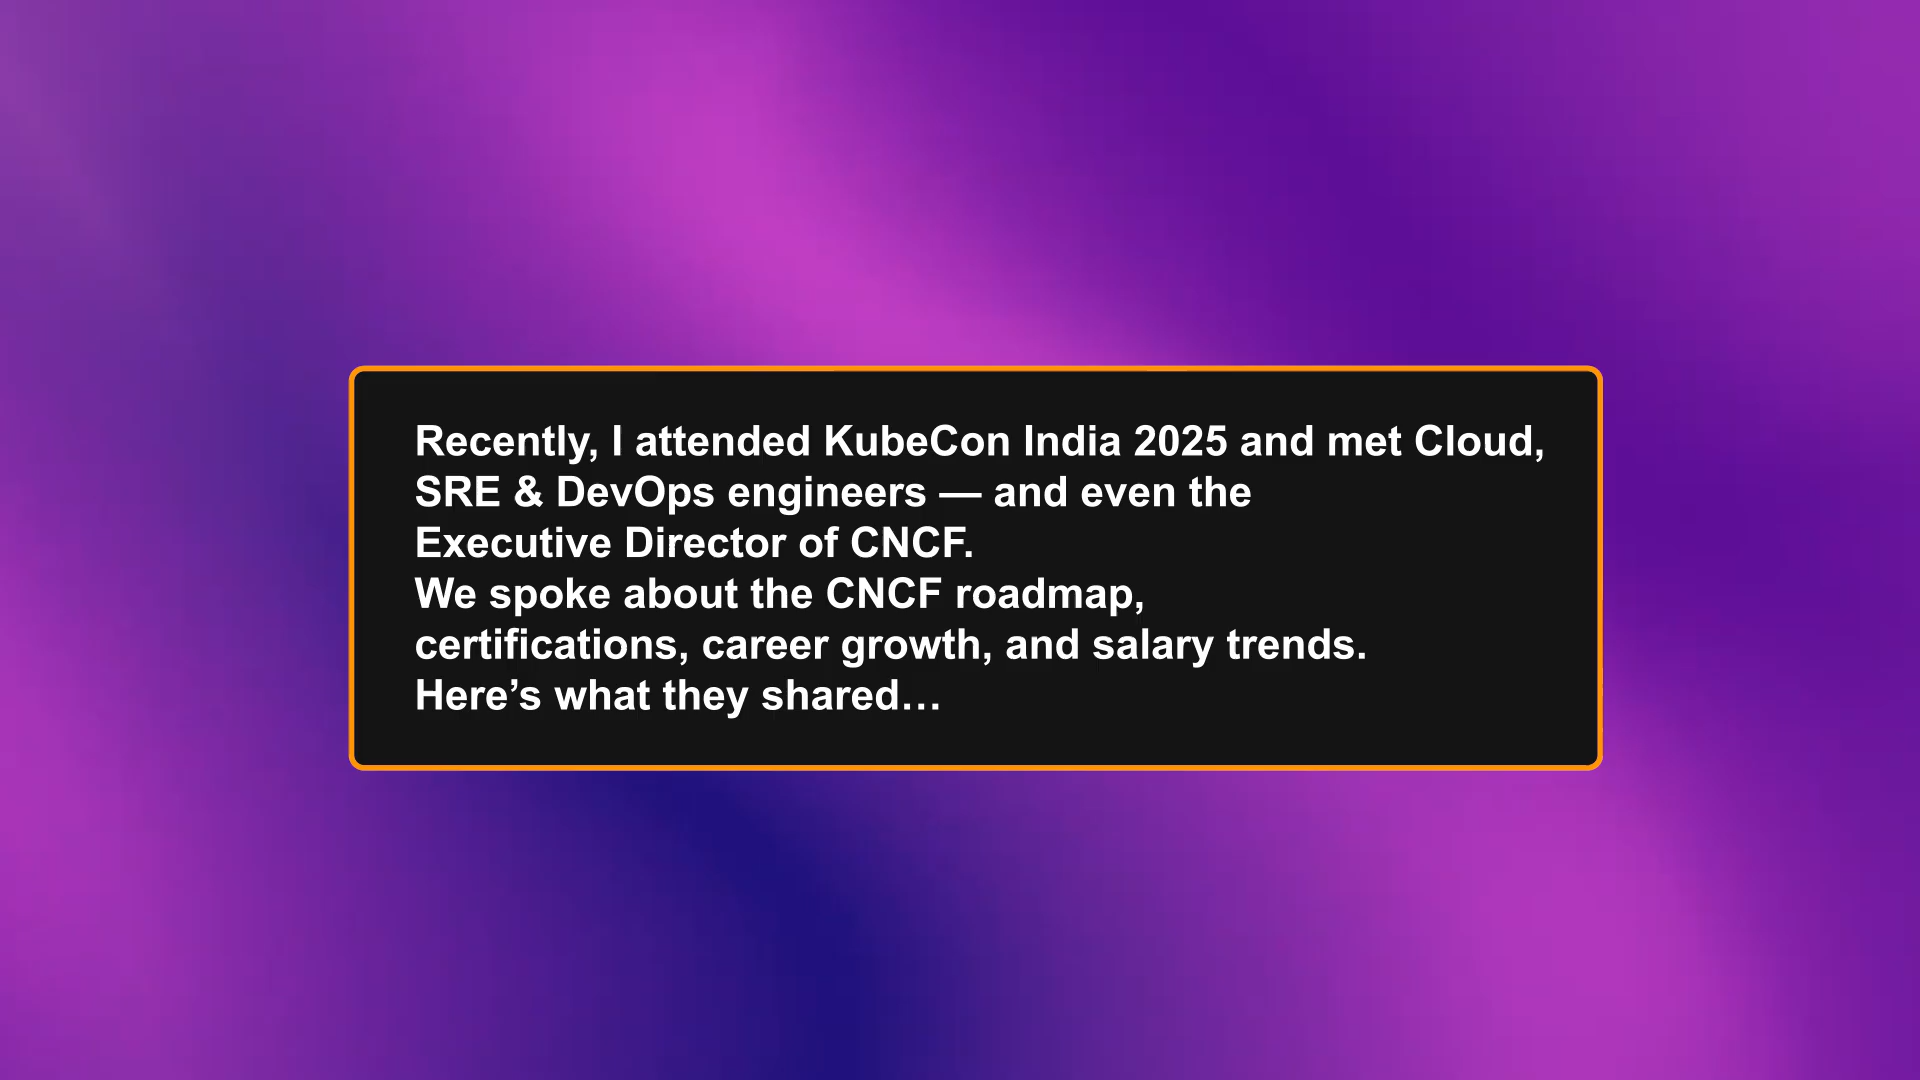 Recently, I attended KubeCon India 2025 and met Cloud,
SRE & DevOps engineers — and even the
Executive Director of CNCF.
We spoke about the CNCF roadmap,
certifications, career growth, and salary trends.
Here’s what they shared…